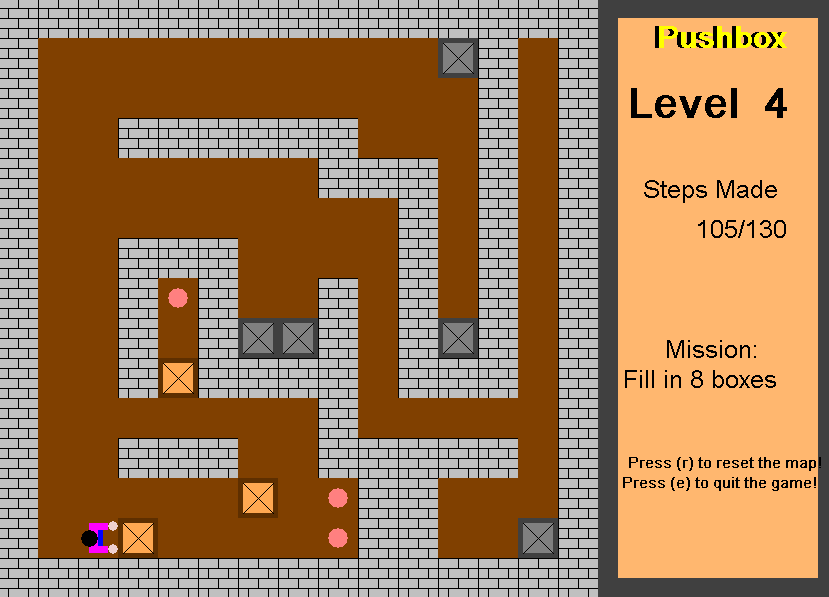 Pushbox
Level 4
Steps Made
105/130
Mission:
Fill in 8 boxes
Press (r) to reset the map!
Press (e) to quit the game!